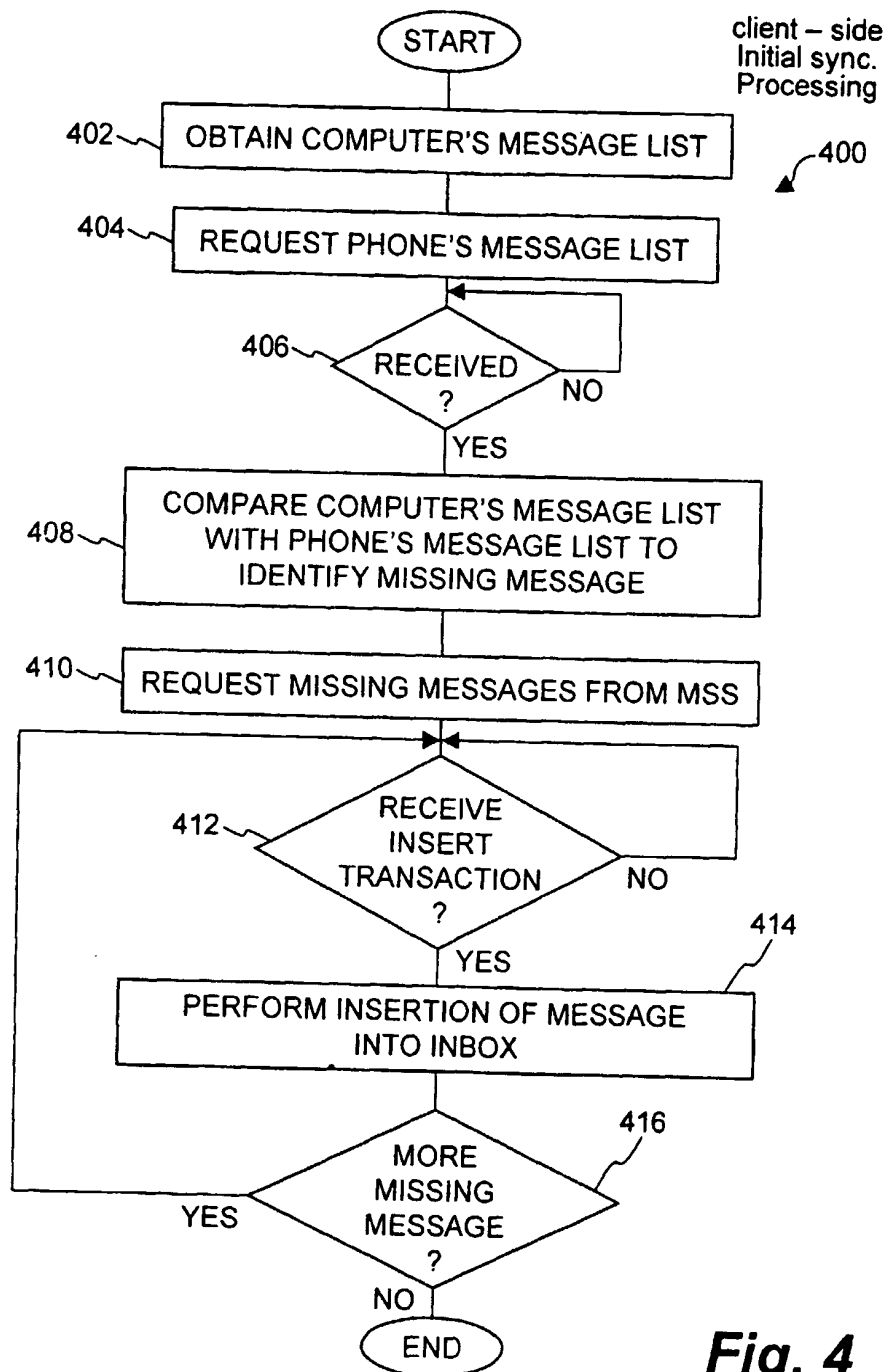 START
client – side
Initial sync.
Processing
400
402
OBTAIN COMPUTER'S MESSAGE LIST
404
REQUEST PHONE'S MESSAGE LIST
406
RECEIVED
?
NO
YES
408
COMPARE COMPUTER'S MESSAGE LIST
WITH PHONE'S MESSAGE LIST TO
IDENTIFY MISSING MESSAGE
410
REQUEST MISSING MESSAGES FROM MSS
412
RECEIVE
INSERT
TRANSACTION
?
NO
YES
414
PERFORM INSERTION OF MESSAGE
INTO INBOX
416
MORE
MISSING
MESSAGE
?
YES
NO
END
Fig. 4